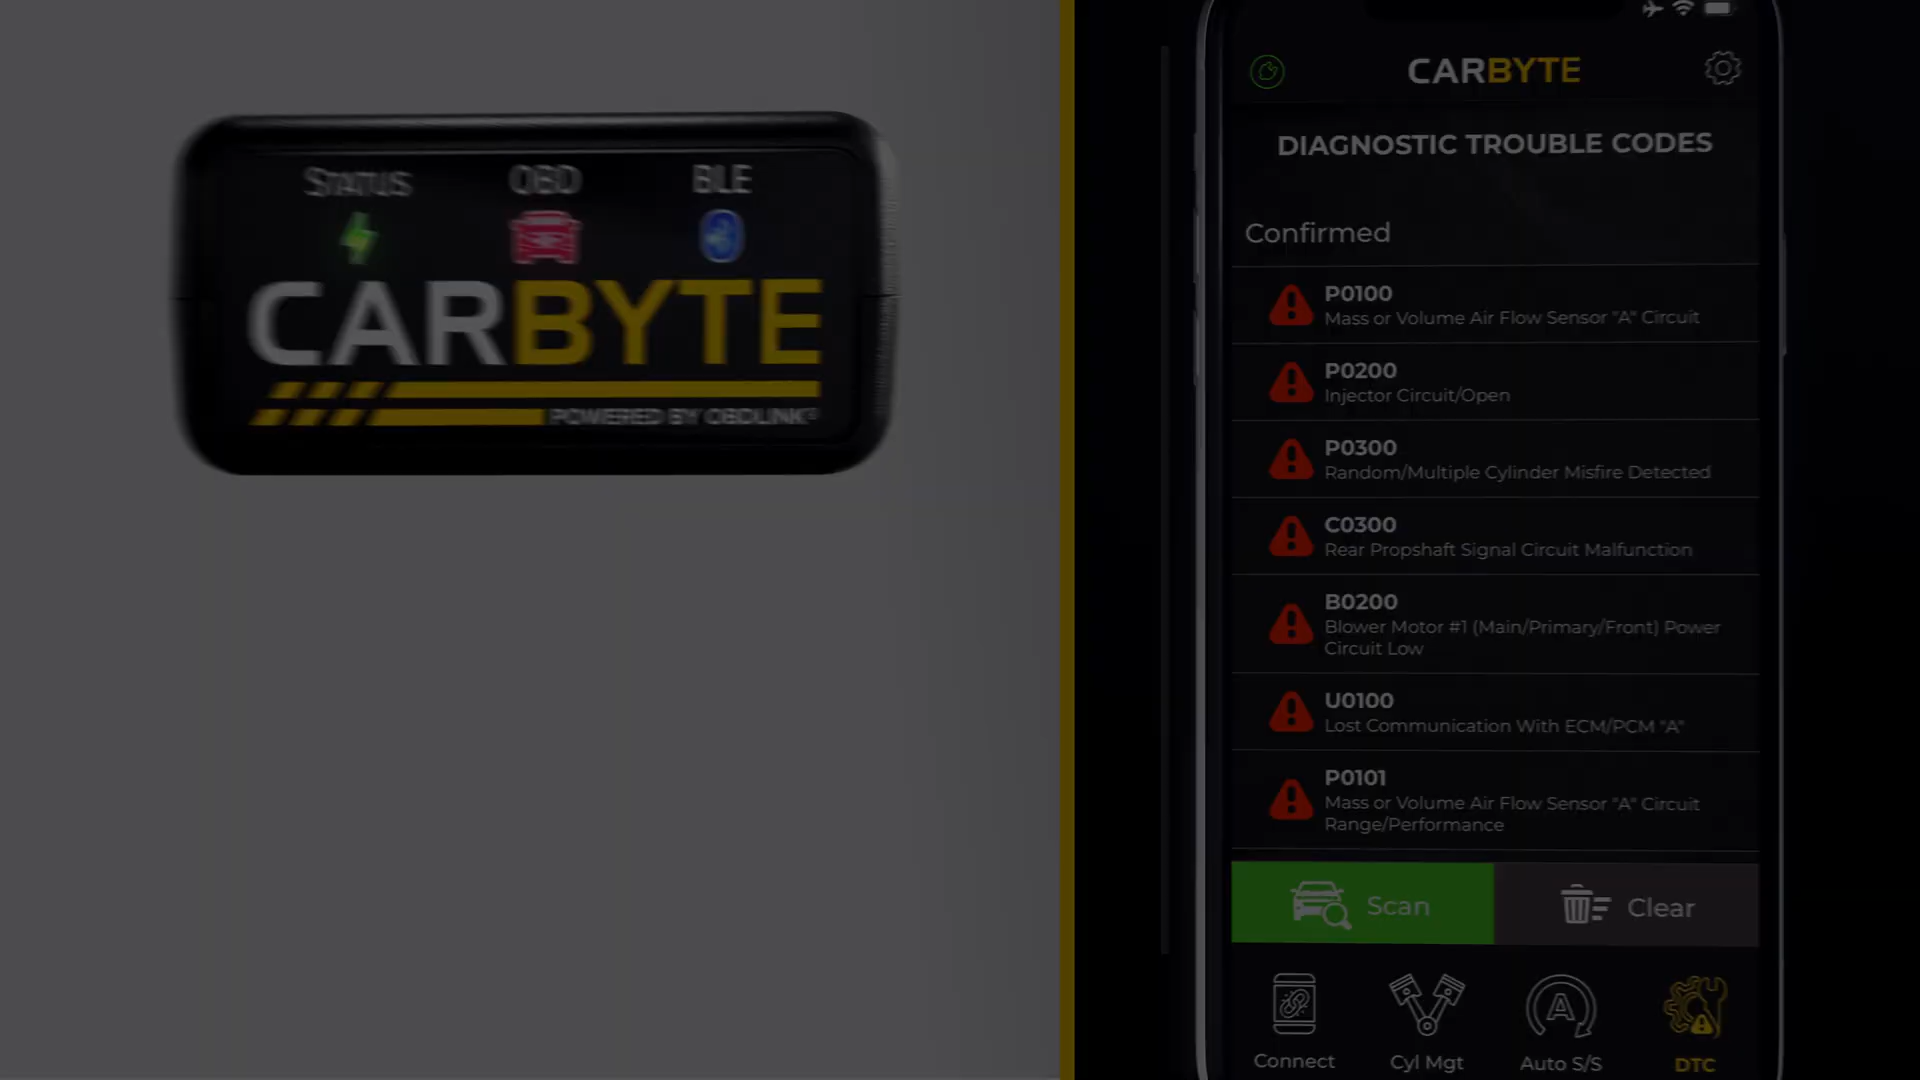 STATUS OBD BLE
CARBYTE
POWERED BY OBDLINK®
CARBYTE
DIAGNOSTIC TROUBLE CODES
Confirmed
P0100
Mass or Volume Air Flow Sensor "A" Circuit
P0200
Injector Circuit/Open
P0300
Random/Multiple Cylinder Misfire Detected
C0300
Rear Propshaft Signal Circuit Malfunction
B0200
Blower Motor #1 (Main/Primary/Front) Power
Circuit Low
U0100
Lost Communication With ECM/PCM "A"
P0101
Mass or Volume Air Flow Sensor "A" Circuit
Range/Performance
Scan Clear
A
Connect Cyl Mgt Auto S/S DTC